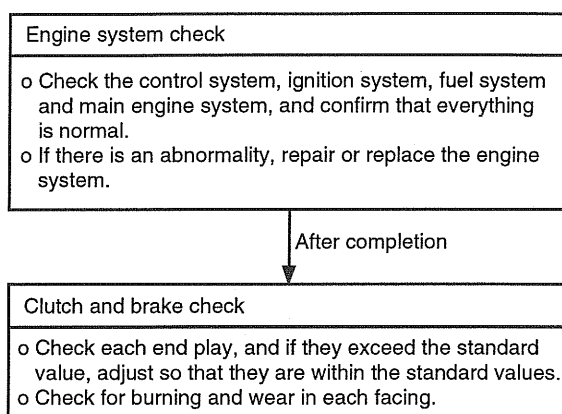 Engine system check
o Check the control system, ignition system, fuel system
and main engine system, and confirm that everything
is normal.
o If there is an abnormality, repair or replace the engine
system.
After completion
Clutch and brake check
o Check each end play, and if they exceed the standard
value, adjust so that they are within the standard values.
o Check for burning and wear in each facing.